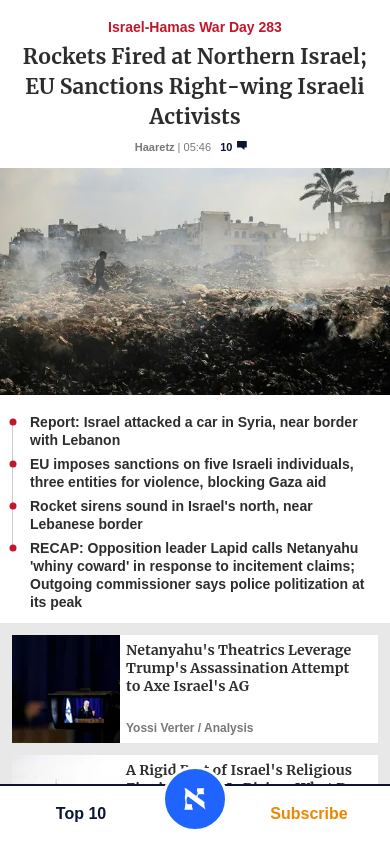 Israel-Hamas War Day 283
Rockets Fired at Northern Israel;
EU Sanctions Right-wing Israeli
Activists
Haaretz | 05:46 10
Report: Israel attacked a car in Syria, near border
with Lebanon
EU imposes sanctions on five Israeli individuals,
three entities for violence, blocking Gaza aid
Rocket sirens sound in Israel's north, near
Lebanese border
RECAP: Opposition leader Lapid calls Netanyahu
'whiny coward' in response to incitement claims;
Outgoing commissioner says police politization at
its peak
Netanyahu's Theatrics Leverage
Trump's Assassination Attempt
to Axe Israel's AG
Yossi Verter / Analysis
A Rigid of Israel's Religious
Top 10
Subscribe